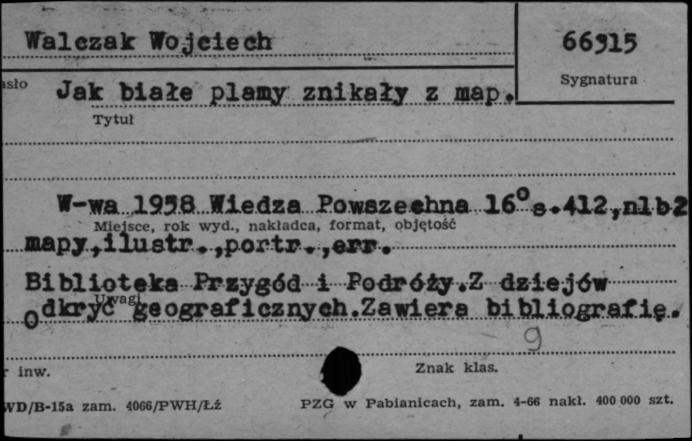 Walczak Wojciech
66915
asło
Sygnatura
Jak białe plamy znikały z map.
Tytuł
W-wa 1958 Wiedza Powszechna 16° s.412,nlb2
Miejsce, rok wyd., nakładca, format, objętość
mapy,ilustr.,portr.,err.
Biblioteka Przygód i Podróży.Z dziejów
Uwagi
Odkryć geograficznych.Zawiera bibliografię.
9
r inw.
Znak klas.
WD/B-15a zam. 4066/PWH/Łż
PZG w Pabianicach, zam. 4-66 nakł. 400 000 szt.